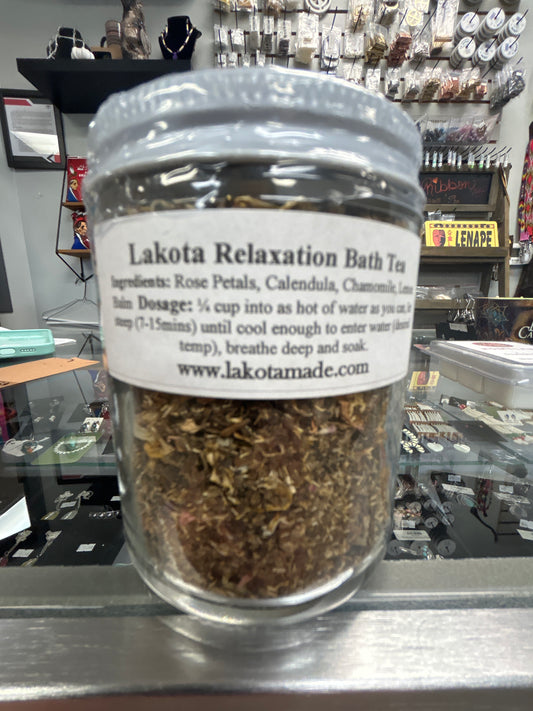 Ribbon
LENAPE
Lakota Relaxation Bath Tea
Ingredients: Rose Petals, Calendula, Chamomile, Lemon
Balm Dosage: ¼ cup into as hot of water as you can,
steep (7-15mins) until cool enough to enter water
temp), breathe deep and soak.
www.lakotamade.com